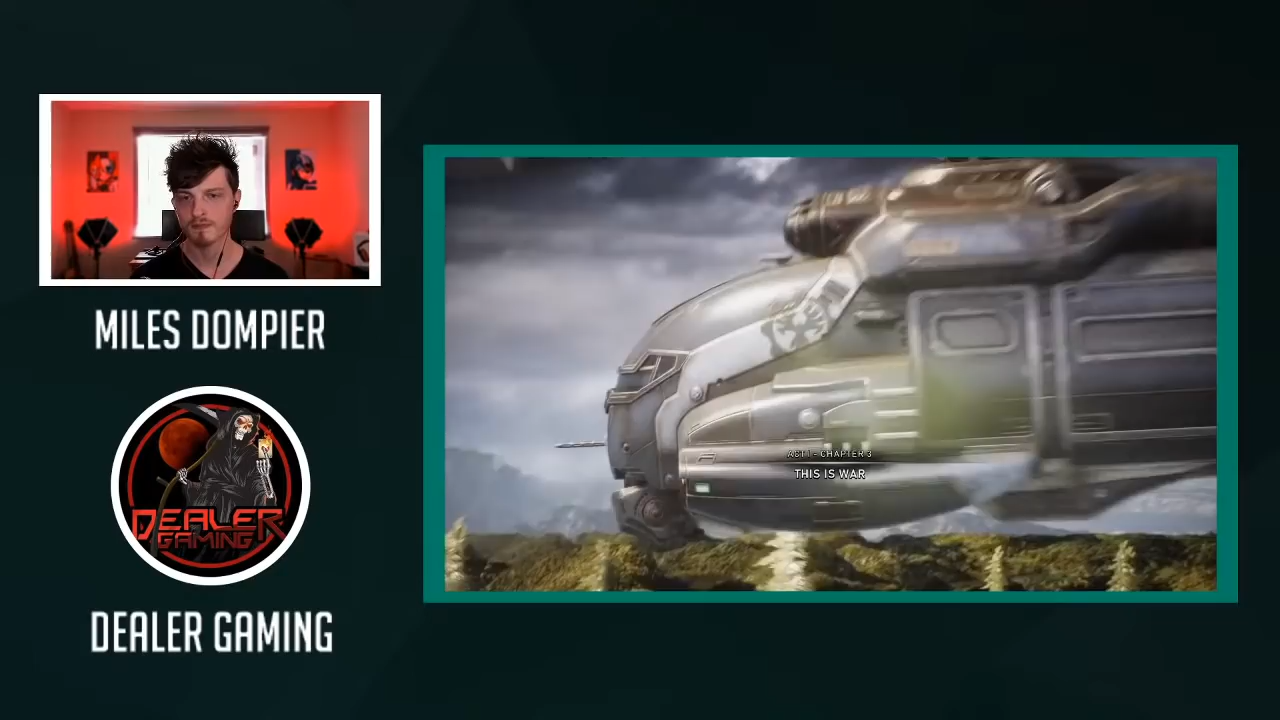 MILES DOMPIER
DEALER
GAMING
DEALER GAMING
ACT I - CHAPTER 3
THIS IS WAR